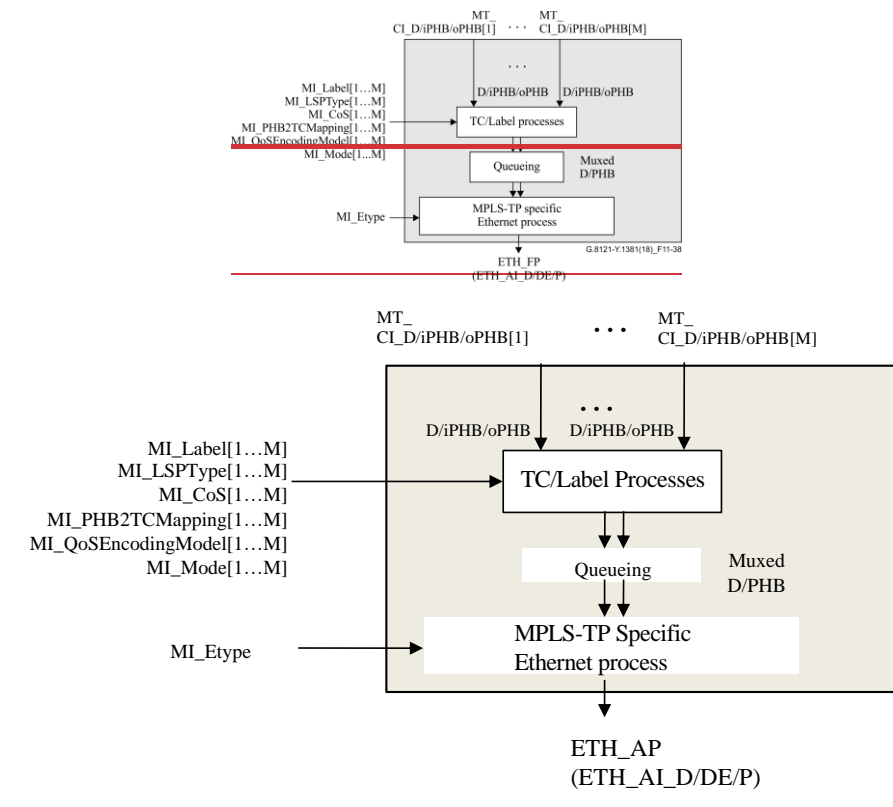 MT_ MT_
CI_D/iPHB/oPHB[1] · · · CI_D/iPHB/oPHB[M]
· · ·
D/iPHB/oPHB D/iPHB/oPHB
MI_Label[1…M]
MI_LSPType[1…M]
MI_CoS[1…M]
MI_PHB2TCMapping[1…M]
MI_QoSEncodingModel[1…M]
MI_Mode[1...M]
TC/Label processes
Queueing
Muxed
D/PHB
MI_Etype
MPLS-TP specific
Ethernet process
G.8121-Y.1381(18)_F11-38
ETH_FP
(ETH_AI_D/DE/P)
MT_ MT_
CI_D/iPHB/oPHB[1] . . . CI_D/iPHB/oPHB[M]
. . .
D/iPHB/oPHB D/iPHB/oPHB
MI_Label[1…M]
MI_LSPType[1…M]
MI_CoS[1…M]
MI_PHB2TCMapping[1…M]
MI_QoSEncodingModel[1…M]
MI_Mode[1…M]
TC/Label Processes
Queueing
Muxed
D/PHB
MI_Etype
MPLS-TP Specific
Ethernet process
ETH_AP
(ETH_AI_D/DE/P)